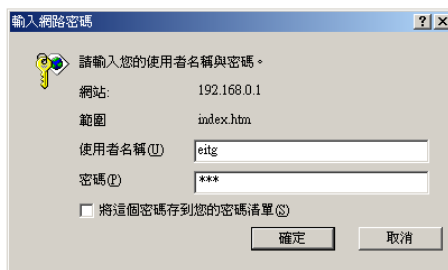 輸入網路密碼
請輸入您的使用者名稱與密碼。
網站: 192.168.0.1
範圍 index.htm
使用者名稱(U) eitg
密碼(P) ***
將這個密碼存到您的密碼清單(S)
確定 取消